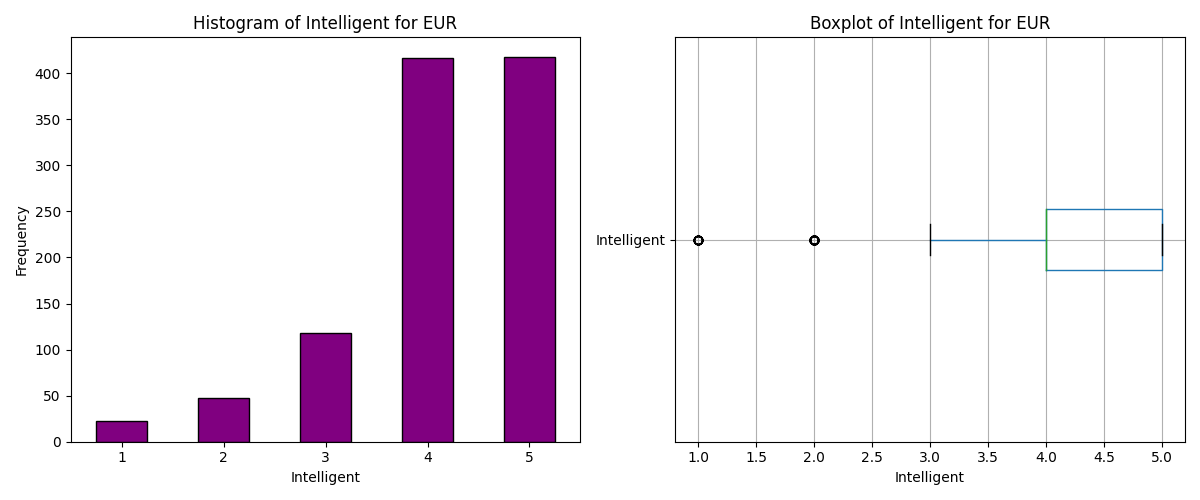 Histogram of Intelligent for EUR
Frequency
400
350
300
250
200
150
100
50
0
1 2 3 4 5
Intelligent
Boxplot of Intelligent for EUR
Intelligent
1.0 1.5 2.0 2.5 3.0 3.5 4.0 4.5 5.0
Intelligent